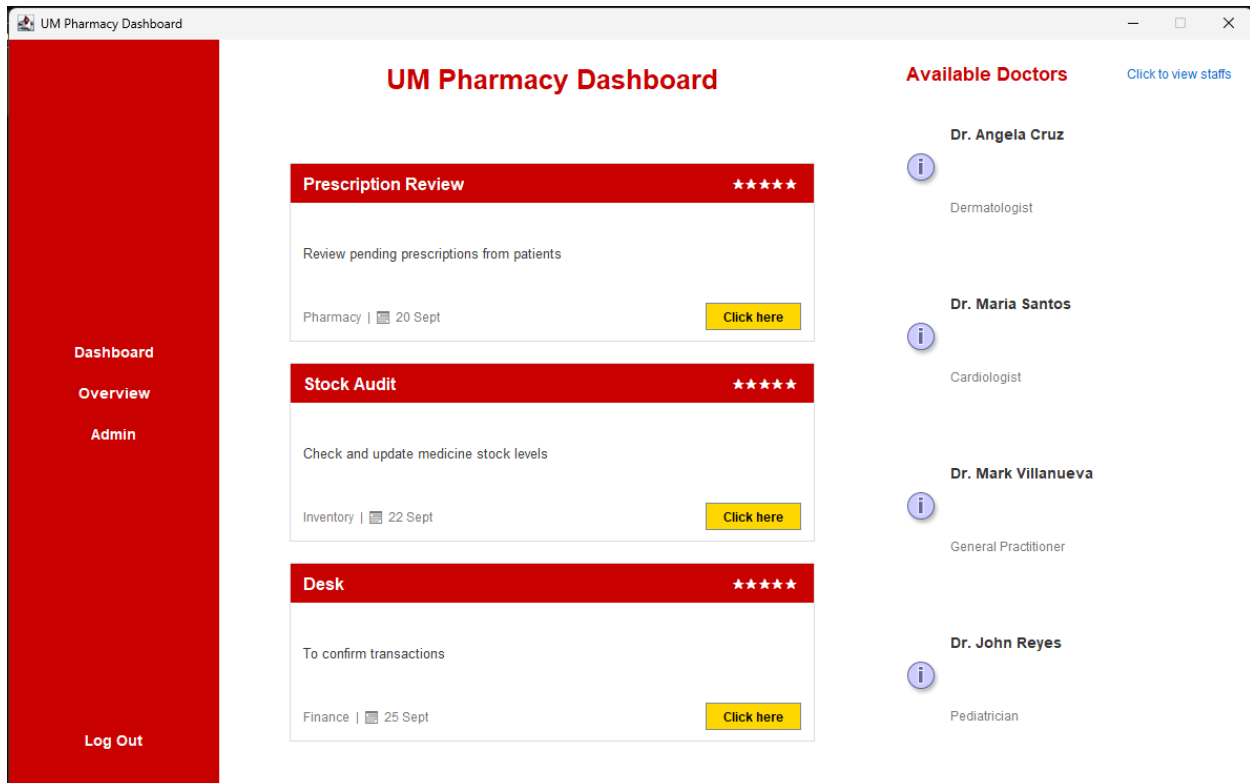 UM Pharmacy Dashboard
Dashboard
Overview
Admin
Log Out
UM Pharmacy Dashboard
Prescription Review ★★★★★
Review pending prescriptions from patients
Pharmacy | 20 Sept
Click here
Stock Audit ★★★★★
Check and update medicine stock levels
Inventory | 22 Sept
Click here
Desk ★★★★★
To confirm transactions
Finance | 25 Sept
Click here
Available Doctors
Click to view staffs
Dr. Angela Cruz
i
Dermatologist
Dr. Maria Santos
i
Cardiologist
Dr. Mark Villanueva
i
General Practitioner
Dr. John Reyes
i
Pediatrician